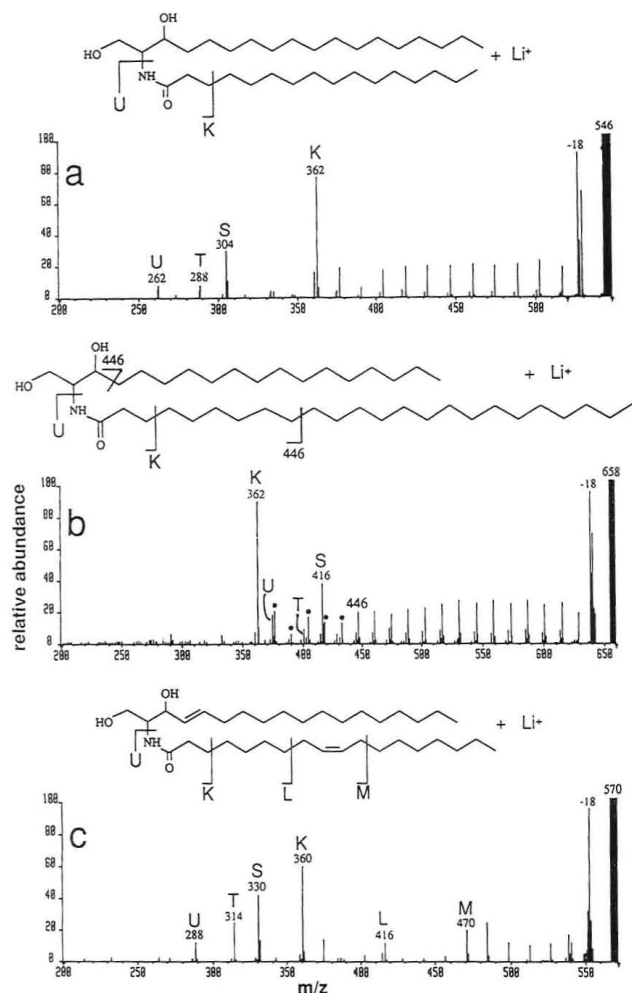 OH
HO
+ Li⁺
NH
U
O
K
a
100
80
60
40
20
0
K
362
-18
546
S
304
U
262
T
288
200 250 300 350 400 450 500
OH
446
HO
+ Li⁺
NH
U
O
K
446
b
relative abundance
100
80
60
40
20
0
K
362
-18
658
U
T
S
416
446
200 250 300 350 400 450 500 550 600 650
OH
HO
+ Li⁺
U
NH
O
K
L
M
c
100
80
60
40
20
0
-18
570
K
360
S
330
T
314
U
288
L
416
M
470
200 250 300 350 400 450 500 550
m/z